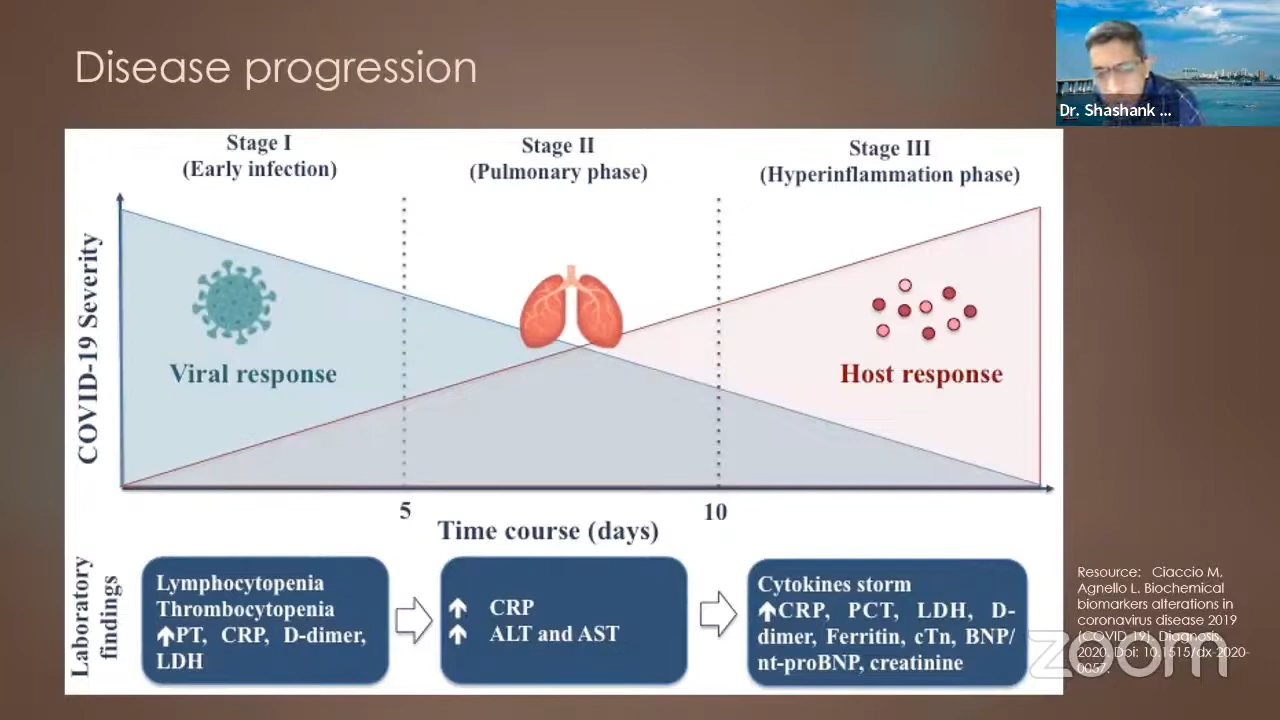 Disease progression
Dr. Shashank ...
Stage I
(Early infection)
Stage II
(Pulmonary phase)
Stage III
(Hyperinflammation phase)
COVID-19 Severity
Viral response
Host response
5
10
Time course (days)
Laboratory
findings
Lymphocytopenia
Thrombocytopenia
↑PT, CRP, D-dimer,
LDH
↑ CRP
↑ ALT and AST
Cytokines storm
↑CRP, PCT, LDH, D-
dimer, Ferritin, cTn, BNP/
nt-proBNP, creatinine
Resource: Ciaccio M,
Agnello L. Biochemical
biomarkers alterations in
coronavirus disease 2019
(COVID-19). Diagnosis.
2020. Doi: 10.1515/dx-2020-
0057.
zoom